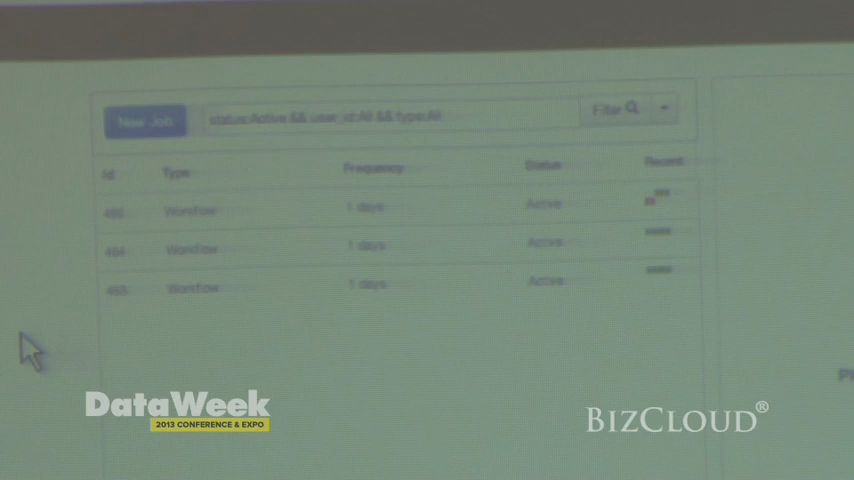 New Job
status:Active && user_id:All && type:All
Filter
Id Type Frequency Status Recent
Workflow 1 days Active
Workflow 1 days Active
Workflow 1 days Active
DataWeek
2013 CONFERENCE & EXPO
BIZCLOUD®